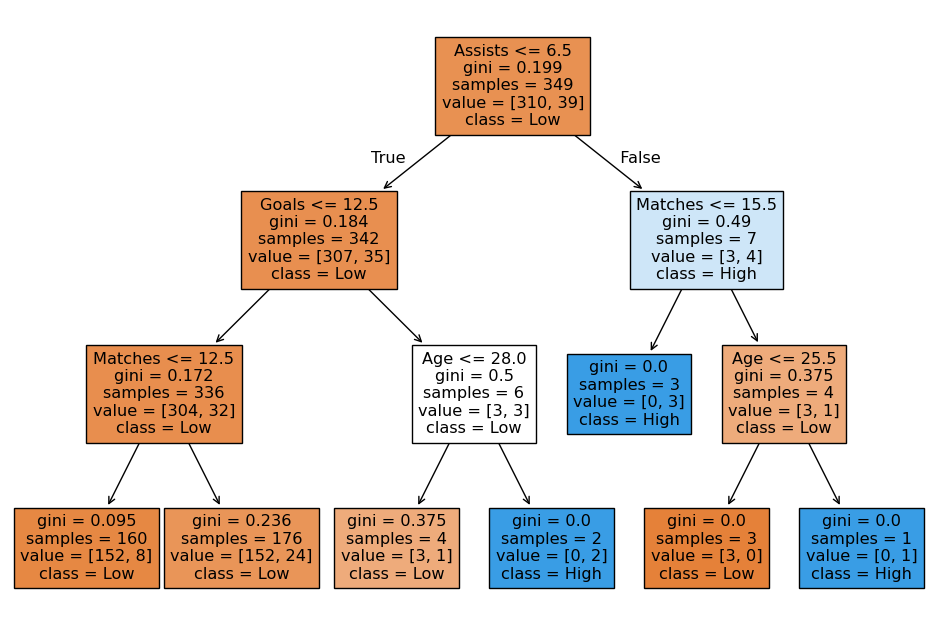 Assists <= 6.5
gini = 0.199
samples = 349
value = [310, 39]
class = Low
True
False
Goals <= 12.5
gini = 0.184
samples = 342
value = [307, 35]
class = Low
Matches <= 15.5
gini = 0.49
samples = 7
value = [3, 4]
class = High
Matches <= 12.5
gini = 0.172
samples = 336
value = [304, 32]
class = Low
Age <= 28.0
gini = 0.5
samples = 6
value = [3, 3]
class = Low
gini = 0.0
samples = 3
value = [0, 3]
class = High
Age <= 25.5
gini = 0.375
samples = 4
value = [3, 1]
class = Low
gini = 0.095
samples = 160
value = [152, 8]
class = Low
gini = 0.236
samples = 176
value = [152, 24]
class = Low
gini = 0.375
samples = 4
value = [3, 1]
class = Low
gini = 0.0
samples = 2
value = [0, 2]
class = High
gini = 0.0
samples = 3
value = [3, 0]
class = Low
gini = 0.0
samples = 1
value = [0, 1]
class = High